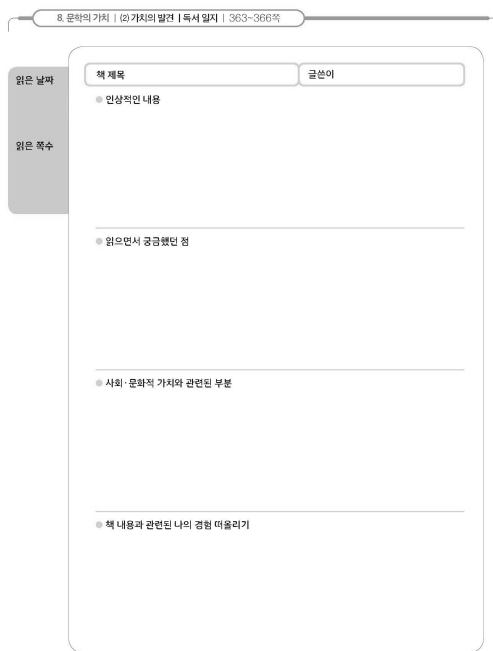 8. 문학의 가치 | (2) 가치의 발견 | 독서 일지 | 363~366쪽
읽은 날짜
읽은 쪽수
책 제목
글쓴이
인상적인 내용
읽으면서 궁금했던 점
사회·문화적 가치와 관련된 부분
책 내용과 관련된 나의 경험 떠올리기